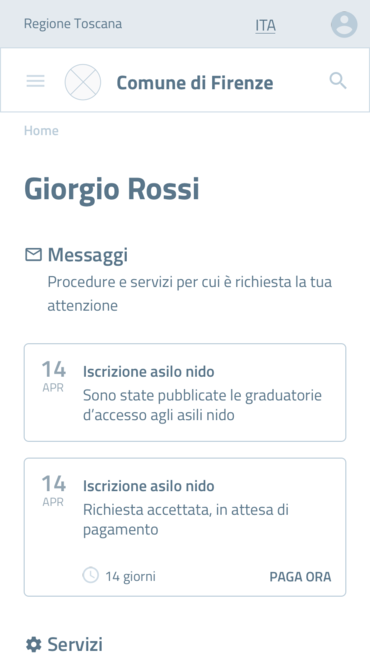 Regione Toscana
ITA
Comune di Firenze
Home
Giorgio Rossi
Messaggi
Procedure e servizi per cui è richiesta la tua
attenzione
14
APR
Iscrizione asilo nido
Sono state pubblicate le graduatorie
d’accesso agli asili nido
14
APR
Iscrizione asilo nido
Richiesta accettata, in attesa di
pagamento
14 giorni
PAGA ORA
Servizi